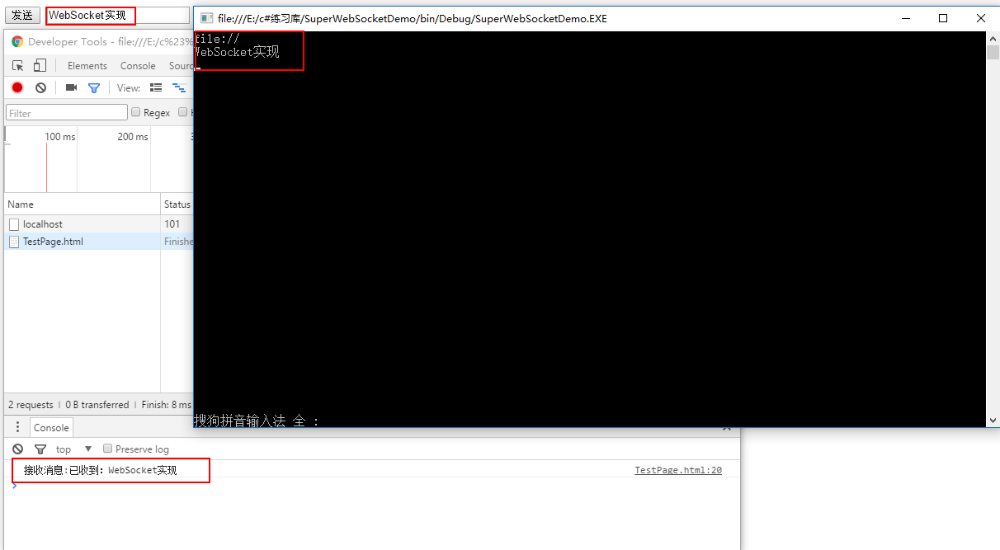 发送 WebSocket实现
file:///E:/c#练习库/SuperWebSocketDemo/bin/Debug/SuperWebSocketDemo.EXE
file://
WebSocket实现
搜狗拼音输入法 全 :
Developer Tools - file:///E:/c%23%
Elements Console Sourc
View:
Filter Regex
100 ms 200 ms 3
Name Status
localhost 101
TestPage.html Finishe
2 requests | 0 B transferred | Finish: 8 ms
Console
top Preserve log
接收消息:已收到: WebSocket实现 TestPage.html:20